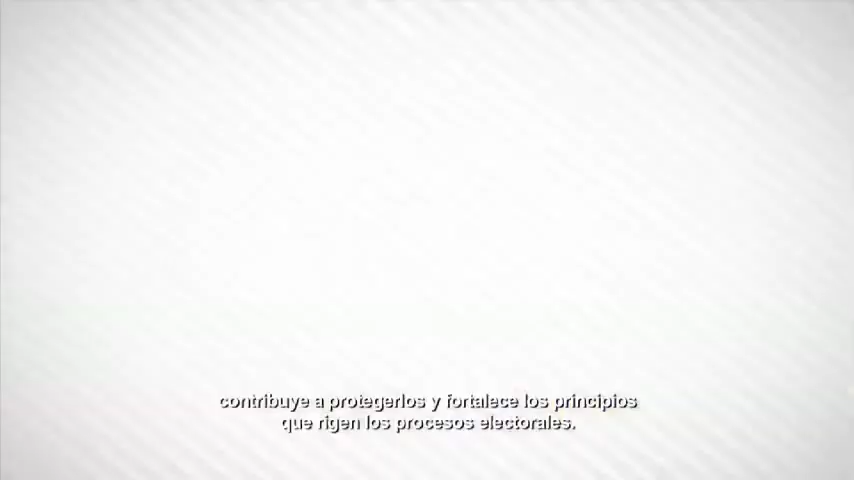 contribuye a protegerlos y fortalece los principios
que rigen los procesos electorales.